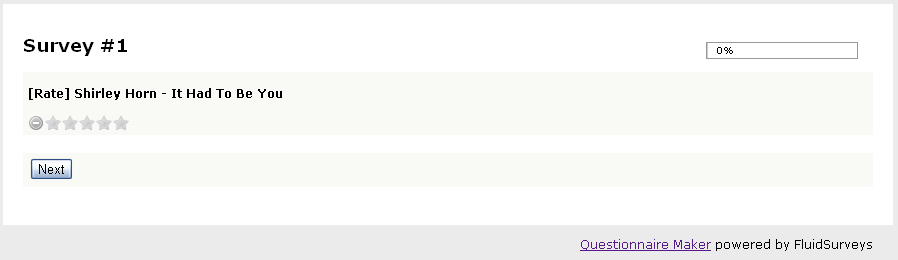 Survey #1
0%
[Rate] Shirley Horn - It Had To Be You
Next
Questionnaire Maker powered by FluidSurveys